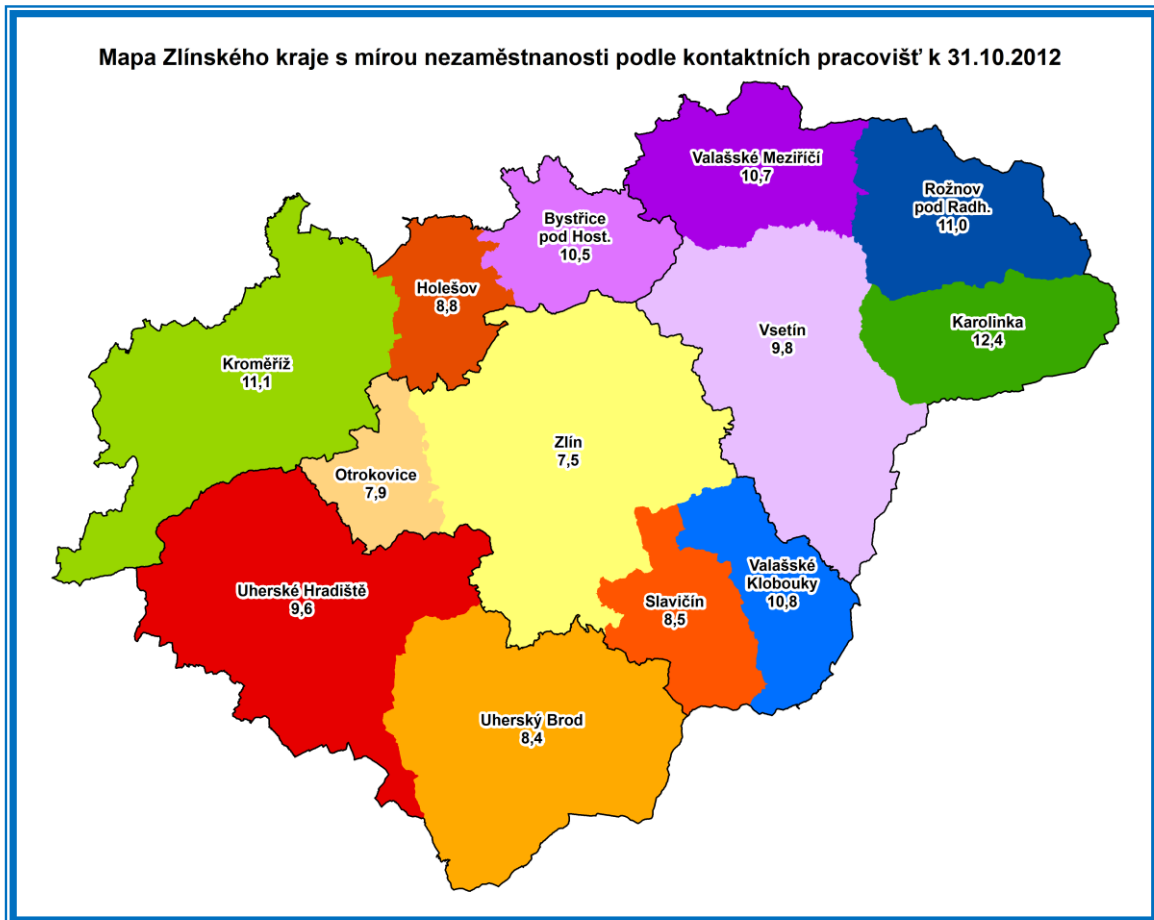 Mapa Zlínského kraje s mírou nezaměstnanosti podle kontaktních pracovišť k 31.10.2012
Valašské Meziříčí
10,7
Rožnov
pod Radh.
11,0
Bystřice
pod Host.
10,5
Holešov
8,8
Vsetín
9,8
Karolinka
12,4
Kroměříž
11,1
Zlín
7,5
Otrokovice
7,9
Valašské
Klobouky
10,8
Uherské Hradiště
9,6
Slavičín
8,5
Uherský Brod
8,4